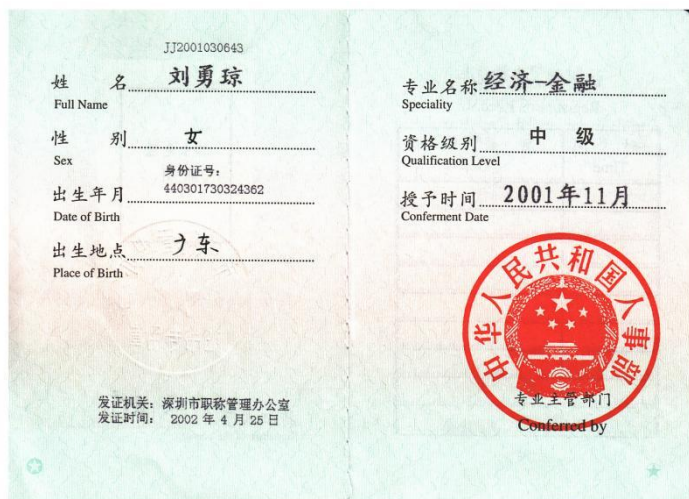 JJ2001030643
姓 名 刘勇琼
Full Name
性 别 女
Sex
身份证号:
出生年月 440301730324362
Date of Birth
出生地点 广东
Place of Birth
发证机关: 深圳市职称管理办公室
发证时间: 2002 年 4 月 25 日
专业名称 经济-金融
Speciality
资格级别 中 级
Qualification Level
授予时间 2001年11月
Conferment Date
中华人民共和国人事部
专业主管部门
Conferred by